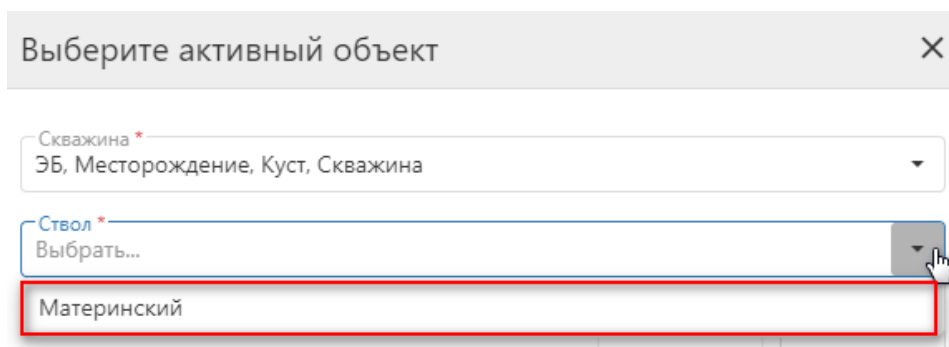 Выберите активный объект
Скважина *
ЭБ, Месторождение, Куст, Скважина
Ствол *
Выбрать...
Материнский